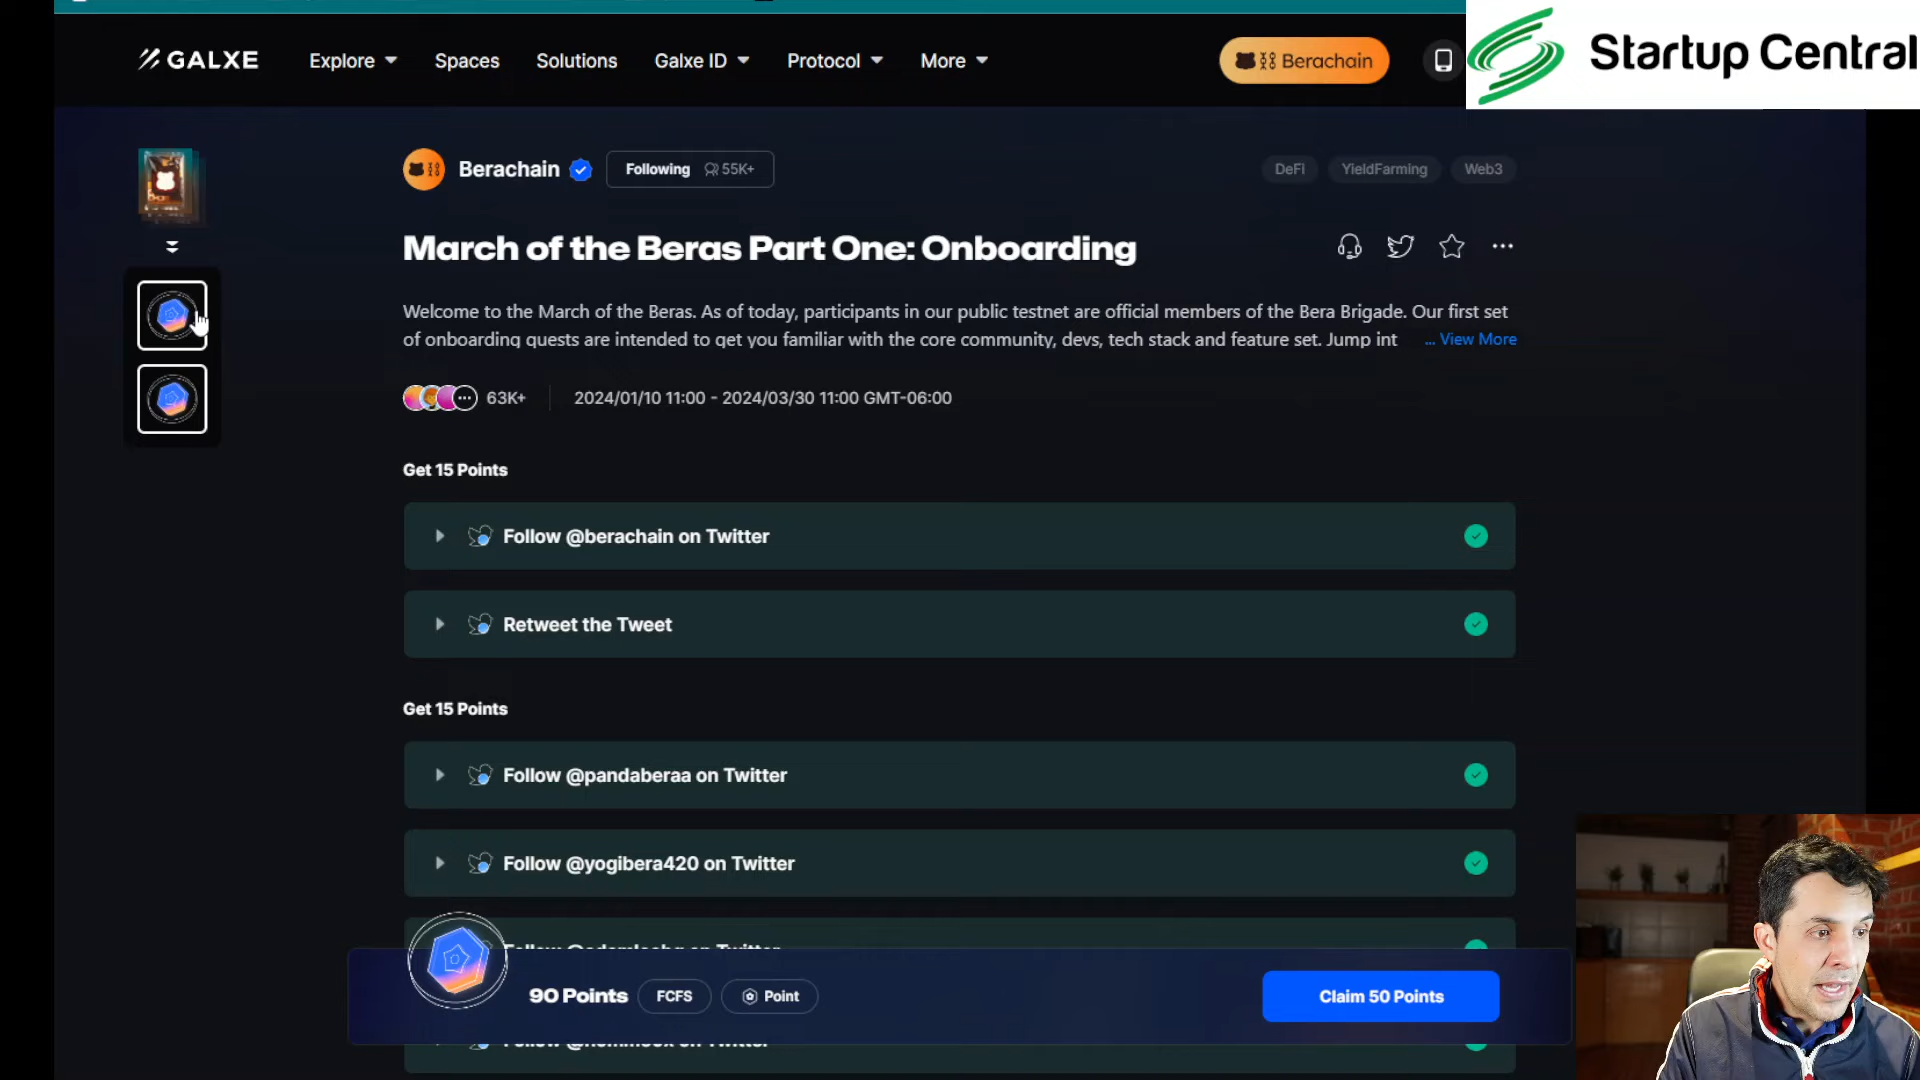 GALXE
Explore
Spaces
Solutions
Galxe ID
Protocol
More
Berachain
Startup Central
Berachain
Following
55K+
DeFi
YieldFarming
Web3
March of the Beras Part One: Onboarding
Welcome to the March of the Beras. As of today, participants in our public testnet are official members of the Bera Brigade. Our first set
of onboarding quests are intended to get you familiar with the core community, devs, tech stack and feature set. Jump int
... View More
63K+
2024/01/10 11:00 - 2024/03/30 11:00 GMT-06:00
Get 15 Points
Follow @berachain on Twitter
Retweet the Tweet
Get 15 Points
Follow @pandaberaa on Twitter
Follow @yogibera420 on Twitter
90 Points
FCFS
Point
Claim 50 Points